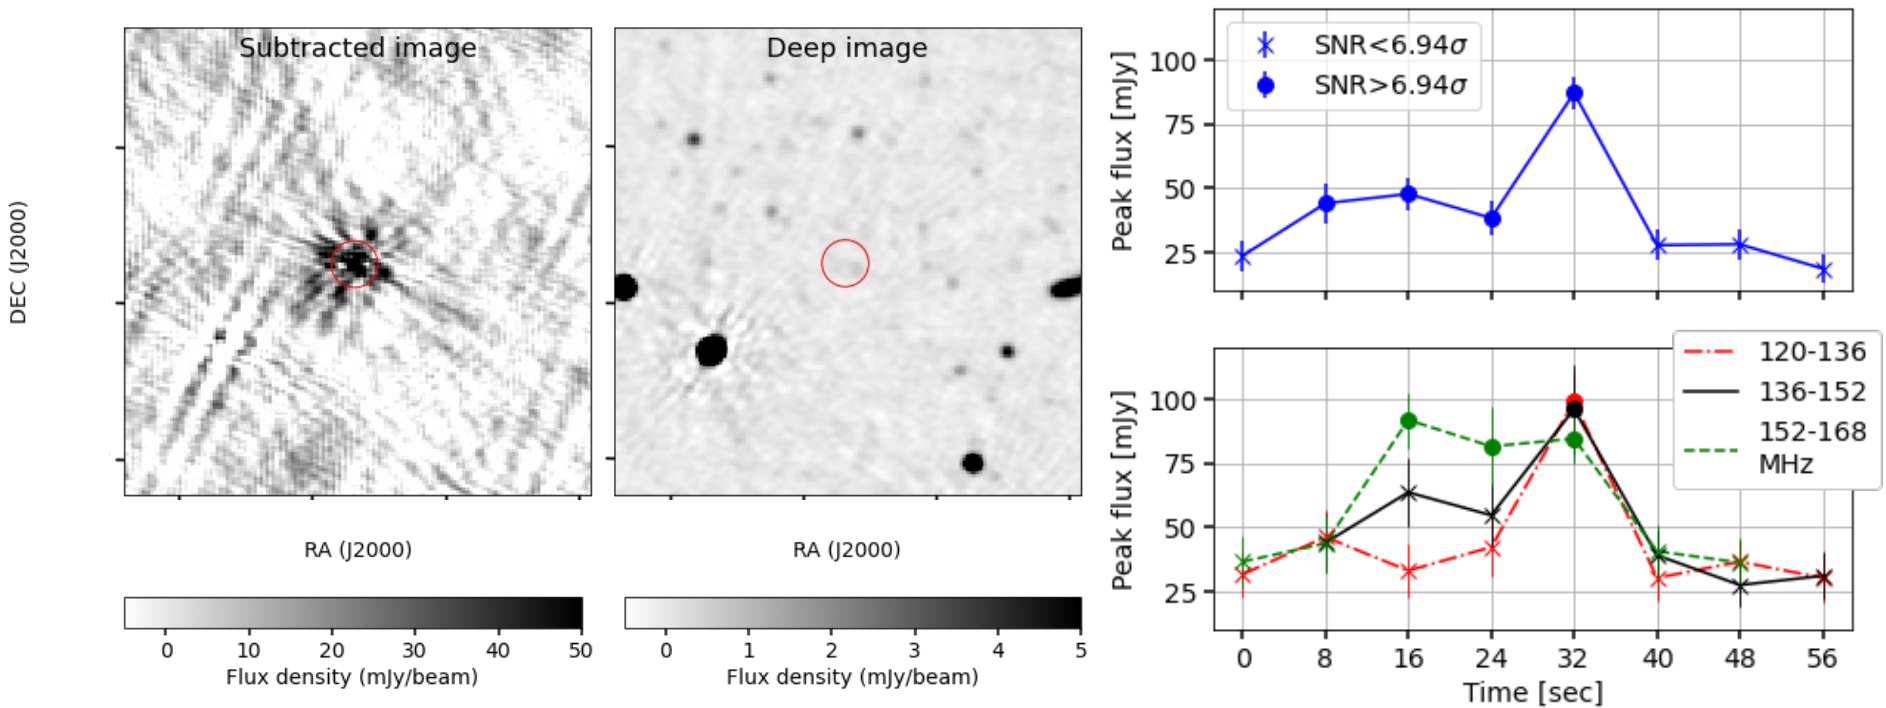 Subtracted image
Deep image
DEC (J2000)
RA (J2000)
RA (J2000)
0 10 20 30 40 50
Flux density (mJy/beam)
0 1 2 3 4 5
Flux density (mJy/beam)
SNR<6.94σ
SNR>6.94σ
100
75
50
25
Peak flux [mJy]
120-136
136-152
152-168
MHz
100
75
50
25
Peak flux [mJy]
0 8 16 24 32 40 48 56
Time [sec]